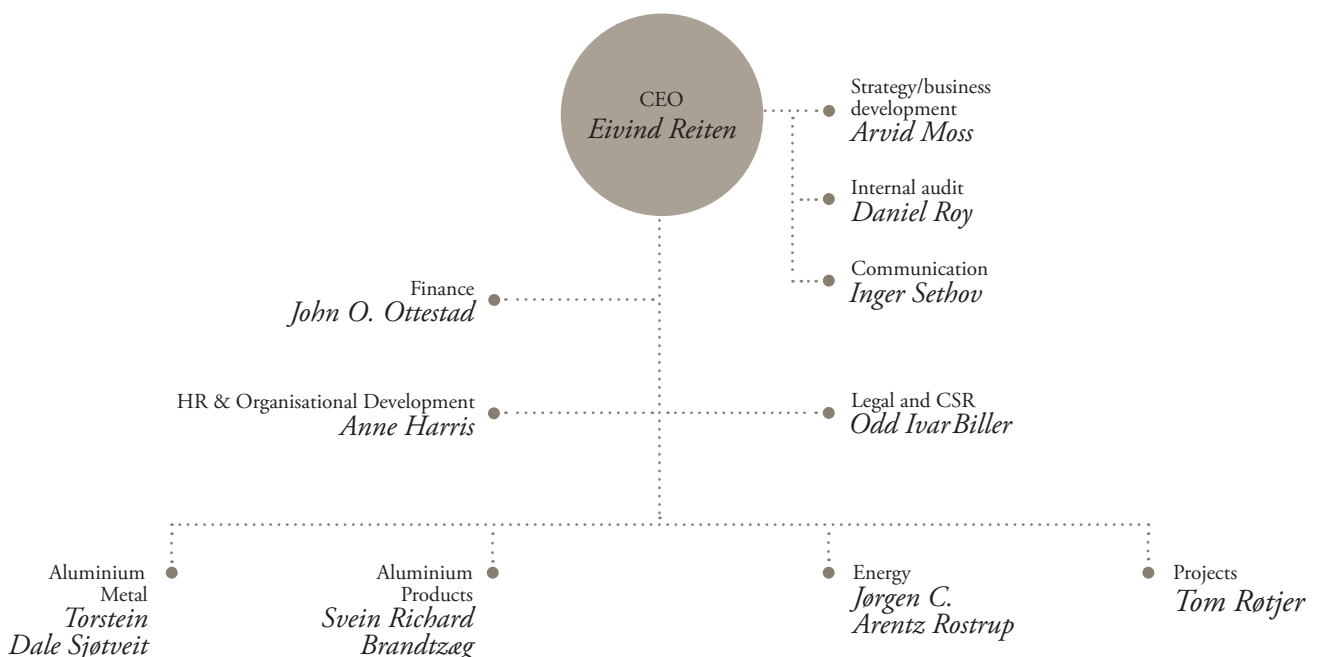 CEO
Eivind Reiten
Strategy/business
development
Arvid Moss
Internal audit
Daniel Roy
Communication
Inger Sethov
Finance
John O. Ottestad
HR & Organisational Development
Anne Harris
Legal and CSR
Odd Ivar Biller
Aluminium
Metal
Torstein
Dale Sjøtveit
Aluminium
Products
Svein Richard
Brandtzæg
Energy
Jørgen C.
Arentz Rostrup
Projects
Tom Røtjer